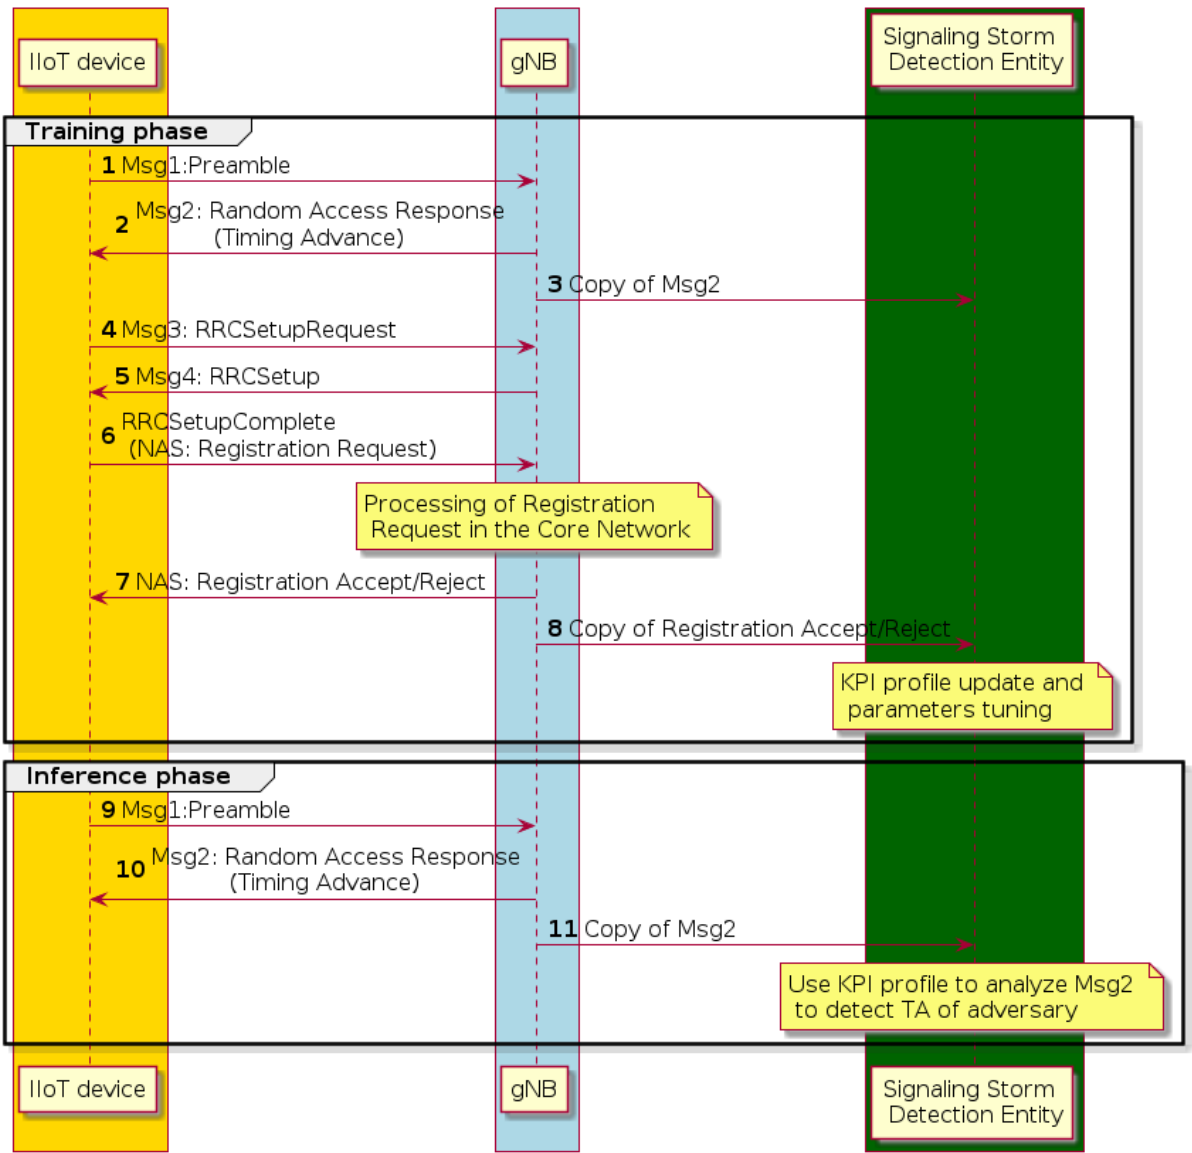 IIoT device
gNB
Signaling Storm
Detection Entity
Training phase
1 Msg1:Preamble
Msg2: Random Access Response
2
(Timing Advance)
3 Copy of Msg2
4 Msg3: RRCSetupRequest
5 Msg4: RRCSetup
RRCSetupComplete
6
(NAS: Registration Request)
Processing of Registration
Request in the Core Network
7 NAS: Registration Accept/Reject
8 Copy of Registration Accept/Reject
KPI profile update and
parameters tuning
Inference phase
9 Msg1:Preamble
Msg2: Random Access Response
10
(Timing Advance)
11 Copy of Msg2
Use KPI profile to analyze Msg2
to detect TA of adversary
IIoT device
gNB
Signaling Storm
Detection Entity